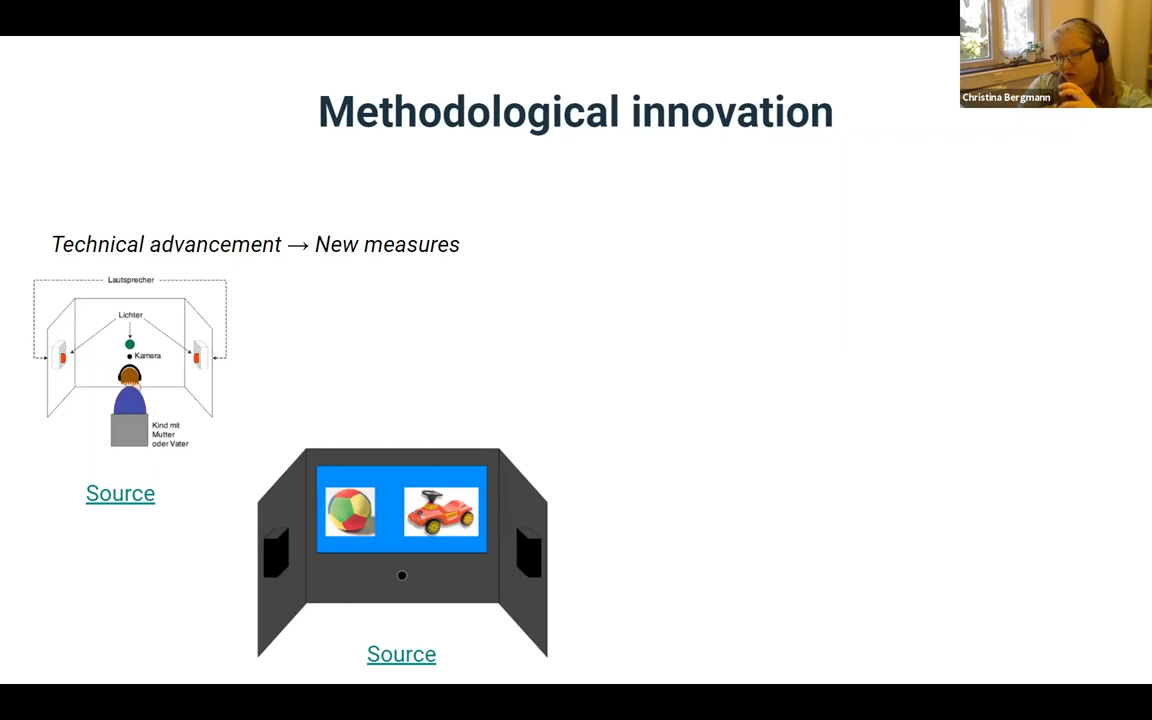 Christina Bergmann
Methodological innovation
Technical advancement → New measures
Lautsprecher
Lichter
Kamera
Kind mit
Mutter
oder Vater
Source
Source